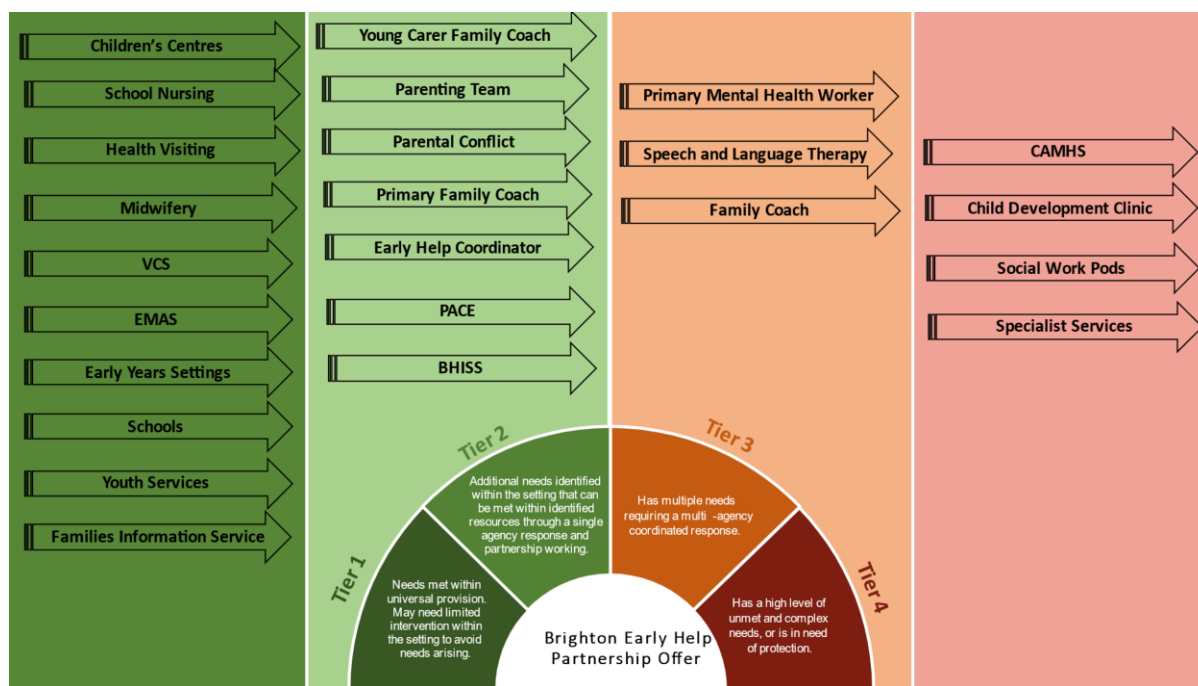 Children's Centres
School Nursing
Health Visiting
Midwifery
VCS
EMAS
Early Years Settings
Schools
Youth Services
Families Information Service
Young Carer Family Coach
Parenting Team
Parental Conflict
Primary Family Coach
Early Help Coordinator
PACE
BHISS
Primary Mental Health Worker
Speech and Language Therapy
Family Coach
CAMHS
Child Development Clinic
Social Work Pods
Specialist Services
Tier 1
Needs met within
universal provision.
May need limited
intervention within
the setting to avoid
needs arising.
Tier 2
Additional needs identified
within the setting that can
be met within identified
resources through a single
agency response and
partnership working.
Tier 3
Has multiple needs
requiring a multi -agency
coordinated response.
Tier 4
Has a high level of
unmet and complex
needs, or is in need
of protection.
Brighton Early Help
Partnership Offer